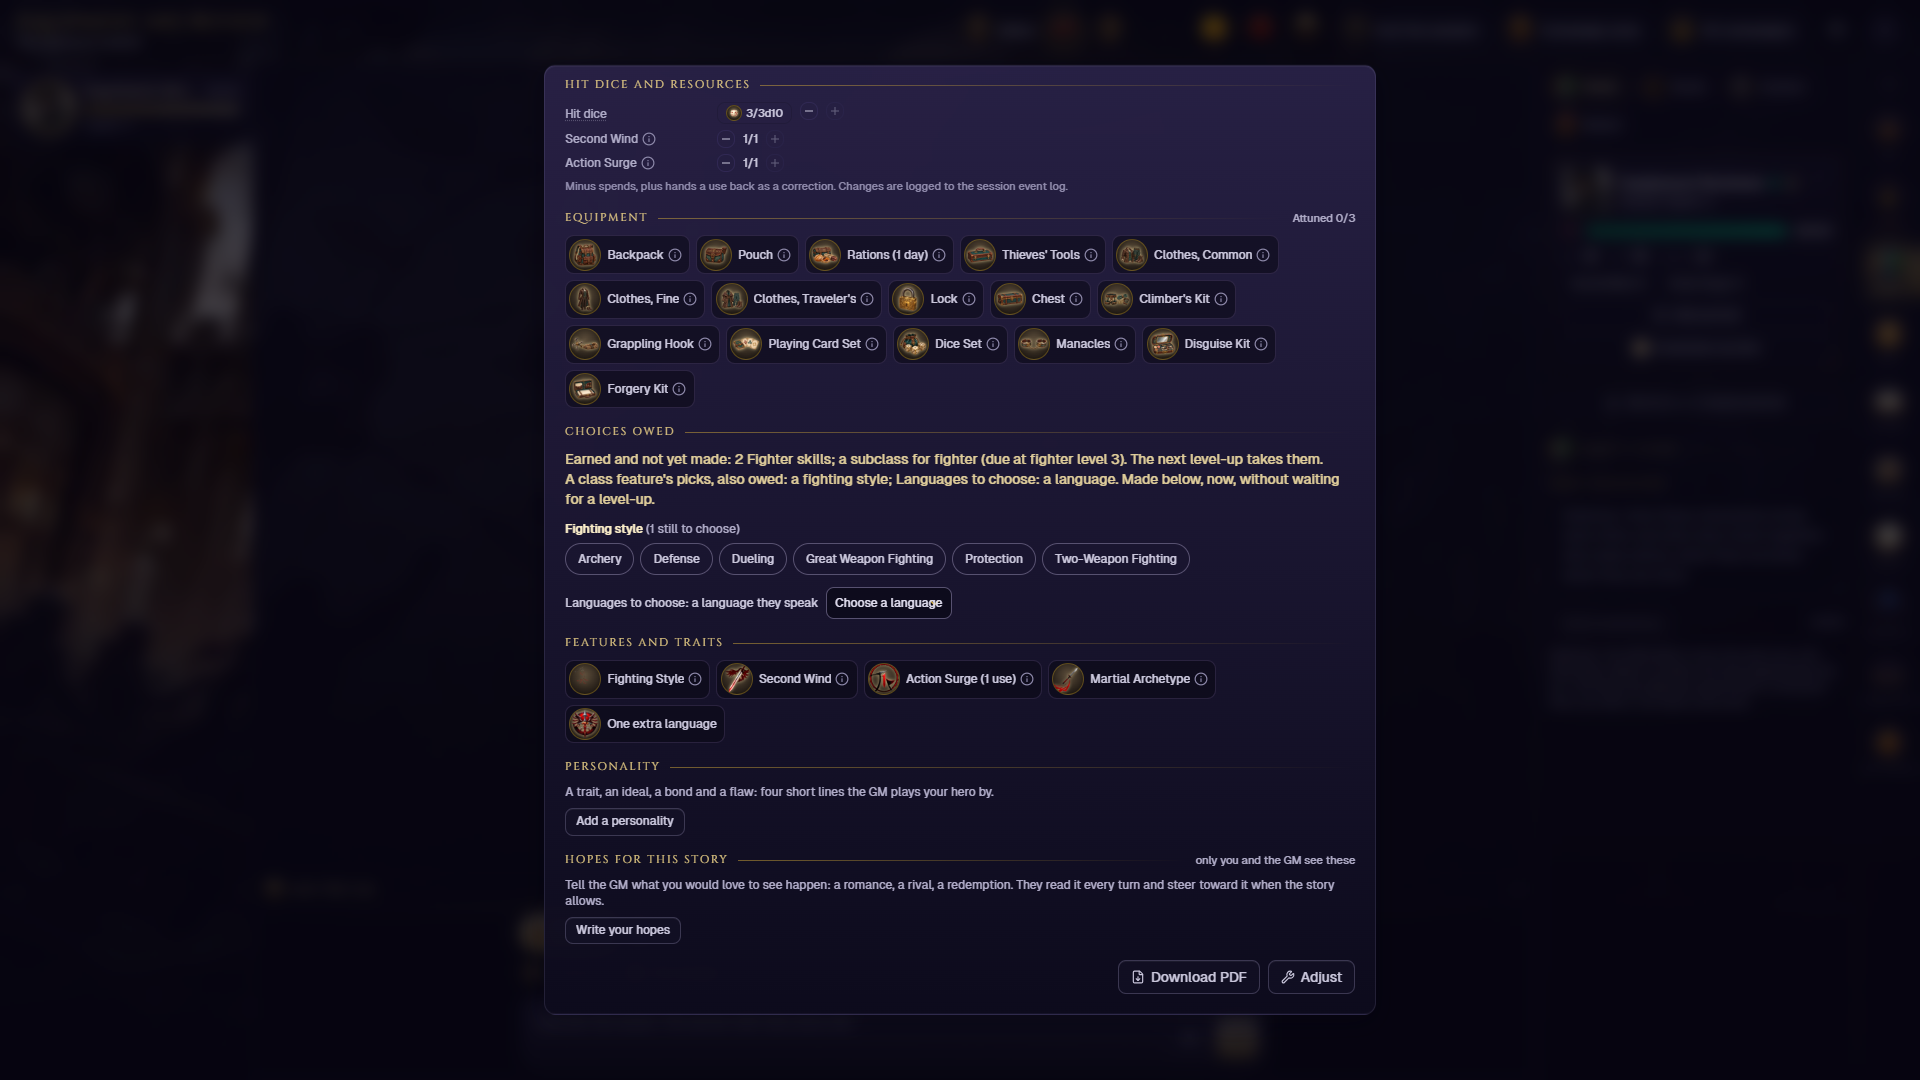 HIT DICE AND RESOURCES
Hit dice 3/3d10 − +
Second Wind − 1/1 +
Action Surge − 1/1 +
Minus spends, plus hands a use back as a correction. Changes are logged to the session event log.
EQUIPMENT Attuned 0/3
Backpack Pouch Rations (1 day) Thieves' Tools Clothes, Common
Clothes, Fine Clothes, Traveler's Lock Chest Climber's Kit
Grappling Hook Playing Card Set Dice Set Manacles Disguise Kit
Forgery Kit
CHOICES OWED
Earned and not yet made: 2 Fighter skills; a subclass for fighter (due at fighter level 3). The next level-up takes them.
A class feature's picks, also owed: a fighting style; Languages to choose: a language. Made below, now, without waiting
for a level-up.
Fighting style (1 still to choose)
Archery Defense Dueling Great Weapon Fighting Protection Two-Weapon Fighting
Languages to choose: a language they speak Choose a language
FEATURES AND TRAITS
Fighting Style Second Wind Action Surge (1 use) Martial Archetype
One extra language
PERSONALITY
A trait, an ideal, a bond and a flaw: four short lines the GM plays your hero by.
Add a personality
HOPES FOR THIS STORY only you and the GM see these
Tell the GM what you would love to see happen: a romance, a rival, a redemption. They read it every turn and steer toward it when the story
allows.
Write your hopes
Download PDF Adjust